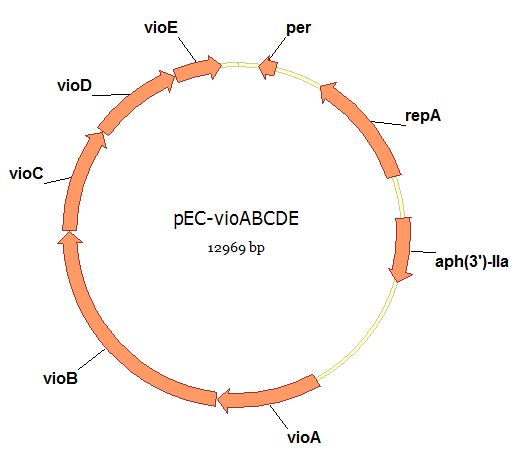 vioE
per
vioD
repA
vioC
pEC-vioABCDE
12969 bp
aph(3')-IIa
vioB
vioA